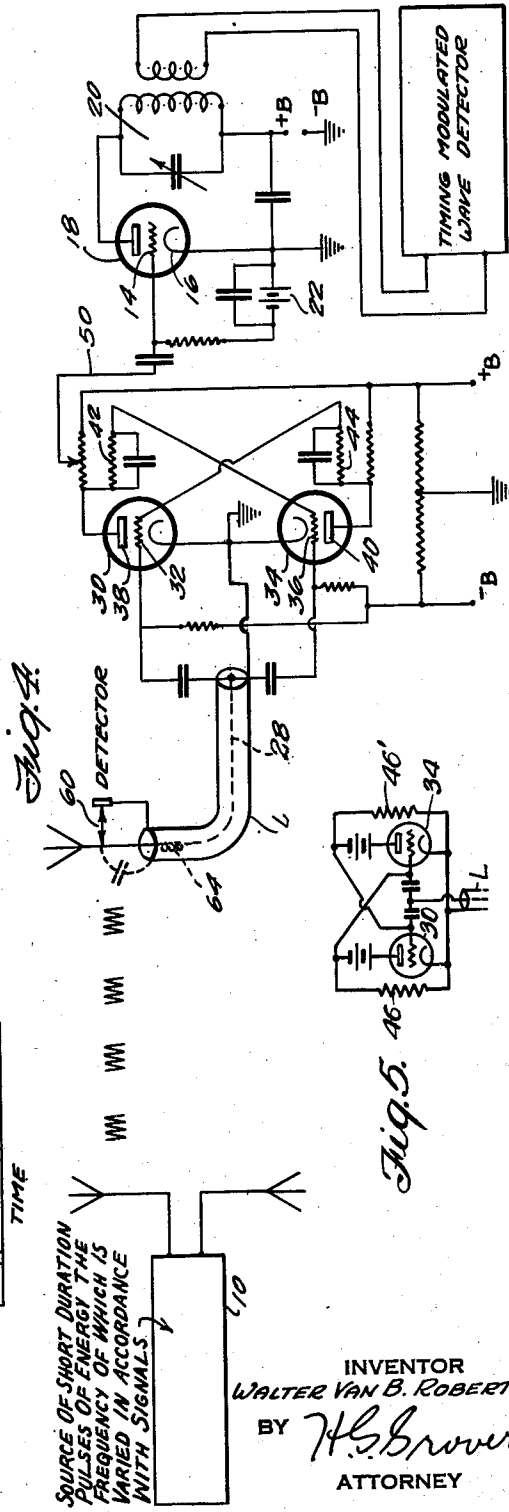 TIME
SOURCE OF SHORT DURATION
PULSES OF ENERGY THE
FREQUENCY OF WHICH IS
VARIED IN ACCORDANCE
WITH SIGNALS
10
Fig. 4.
60
DETECTOR
64
L
28
30
38
32
34
36
40
42
44
50
-B
+B
18
14
16
20
22
+B
-B
TIMING MODULATED
WAVE DETECTOR
Fig. 5.
46
30
34
46'
L
INVENTOR
WALTER VAN B. ROBERT
BY H.G. Grover
ATTORNEY